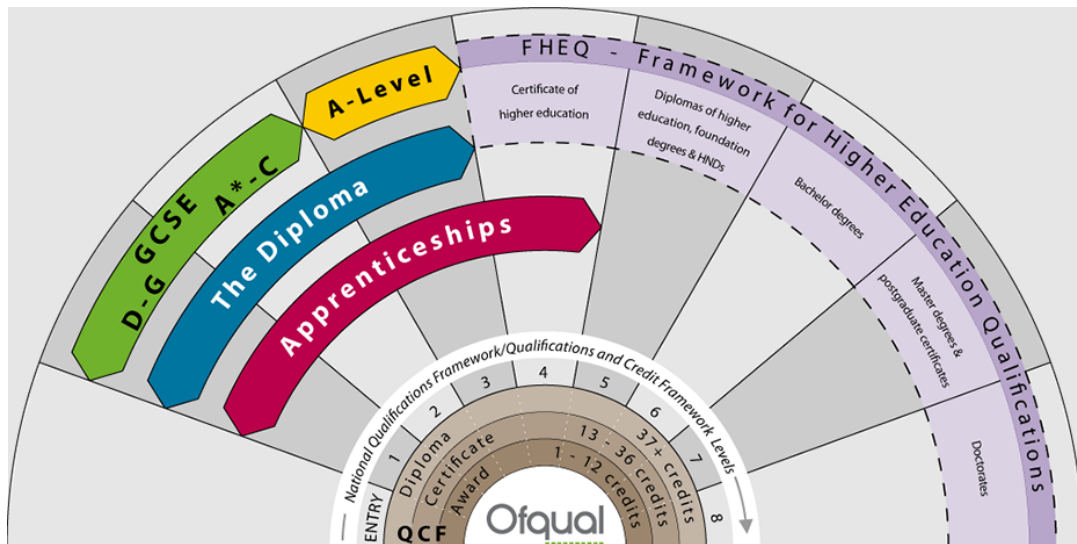 GCSE
D-G A*-C
A-Level
The Diploma
Apprenticeships
FHEQ - Framework for Higher Education Qualifications
Certificate of
higher education
Diplomas of higher
education, foundation
degrees & HNDs
Bachelor degrees
Master degrees &
postgraduate certificates
Doctorates
National Qualifications Framework/Qualifications and Credit Framework Levels
ENTRY
1
2
3
4
5
6
7
8
Diploma 37+ credits
Certificate 13 - 36 credits
Award 1 - 12 credits
QCF
Ofqual